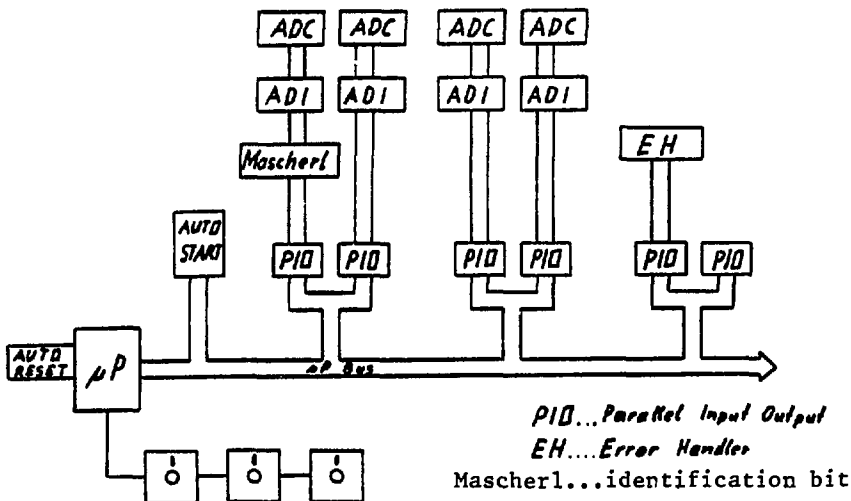 ADC ADC ADC ADC
ADI ADI ADI ADI
Mascherl
EH
AUTO
START
PIO PIO PIO PIO PIO PIO
AUTO
RESET
μP
μP Bus
PIO...Parallel Input Output
EH....Error Handler
Mascherl...identification bit